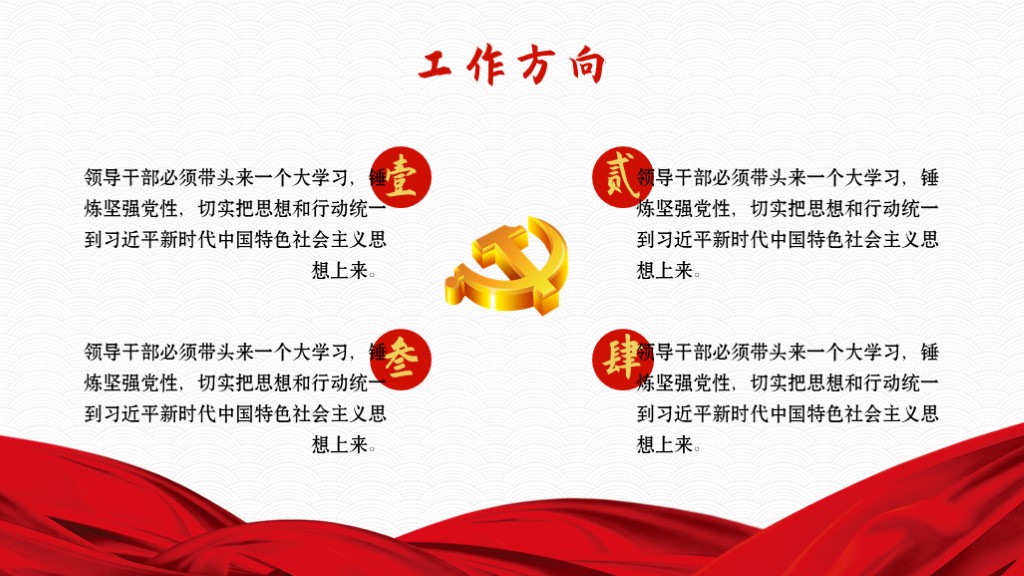 工作方向
壹
领导干部必须带头来一个大学习，锤
炼坚强党性，切实把思想和行动统一
到习近平新时代中国特色社会主义思
想上来。
贰
领导干部必须带头来一个大学习，锤
炼坚强党性，切实把思想和行动统一
到习近平新时代中国特色社会主义思
想上来。
叁
领导干部必须带头来一个大学习，锤
炼坚强党性，切实把思想和行动统一
到习近平新时代中国特色社会主义思
想上来。
肆
领导干部必须带头来一个大学习，锤
炼坚强党性，切实把思想和行动统一
到习近平新时代中国特色社会主义思
想上来。